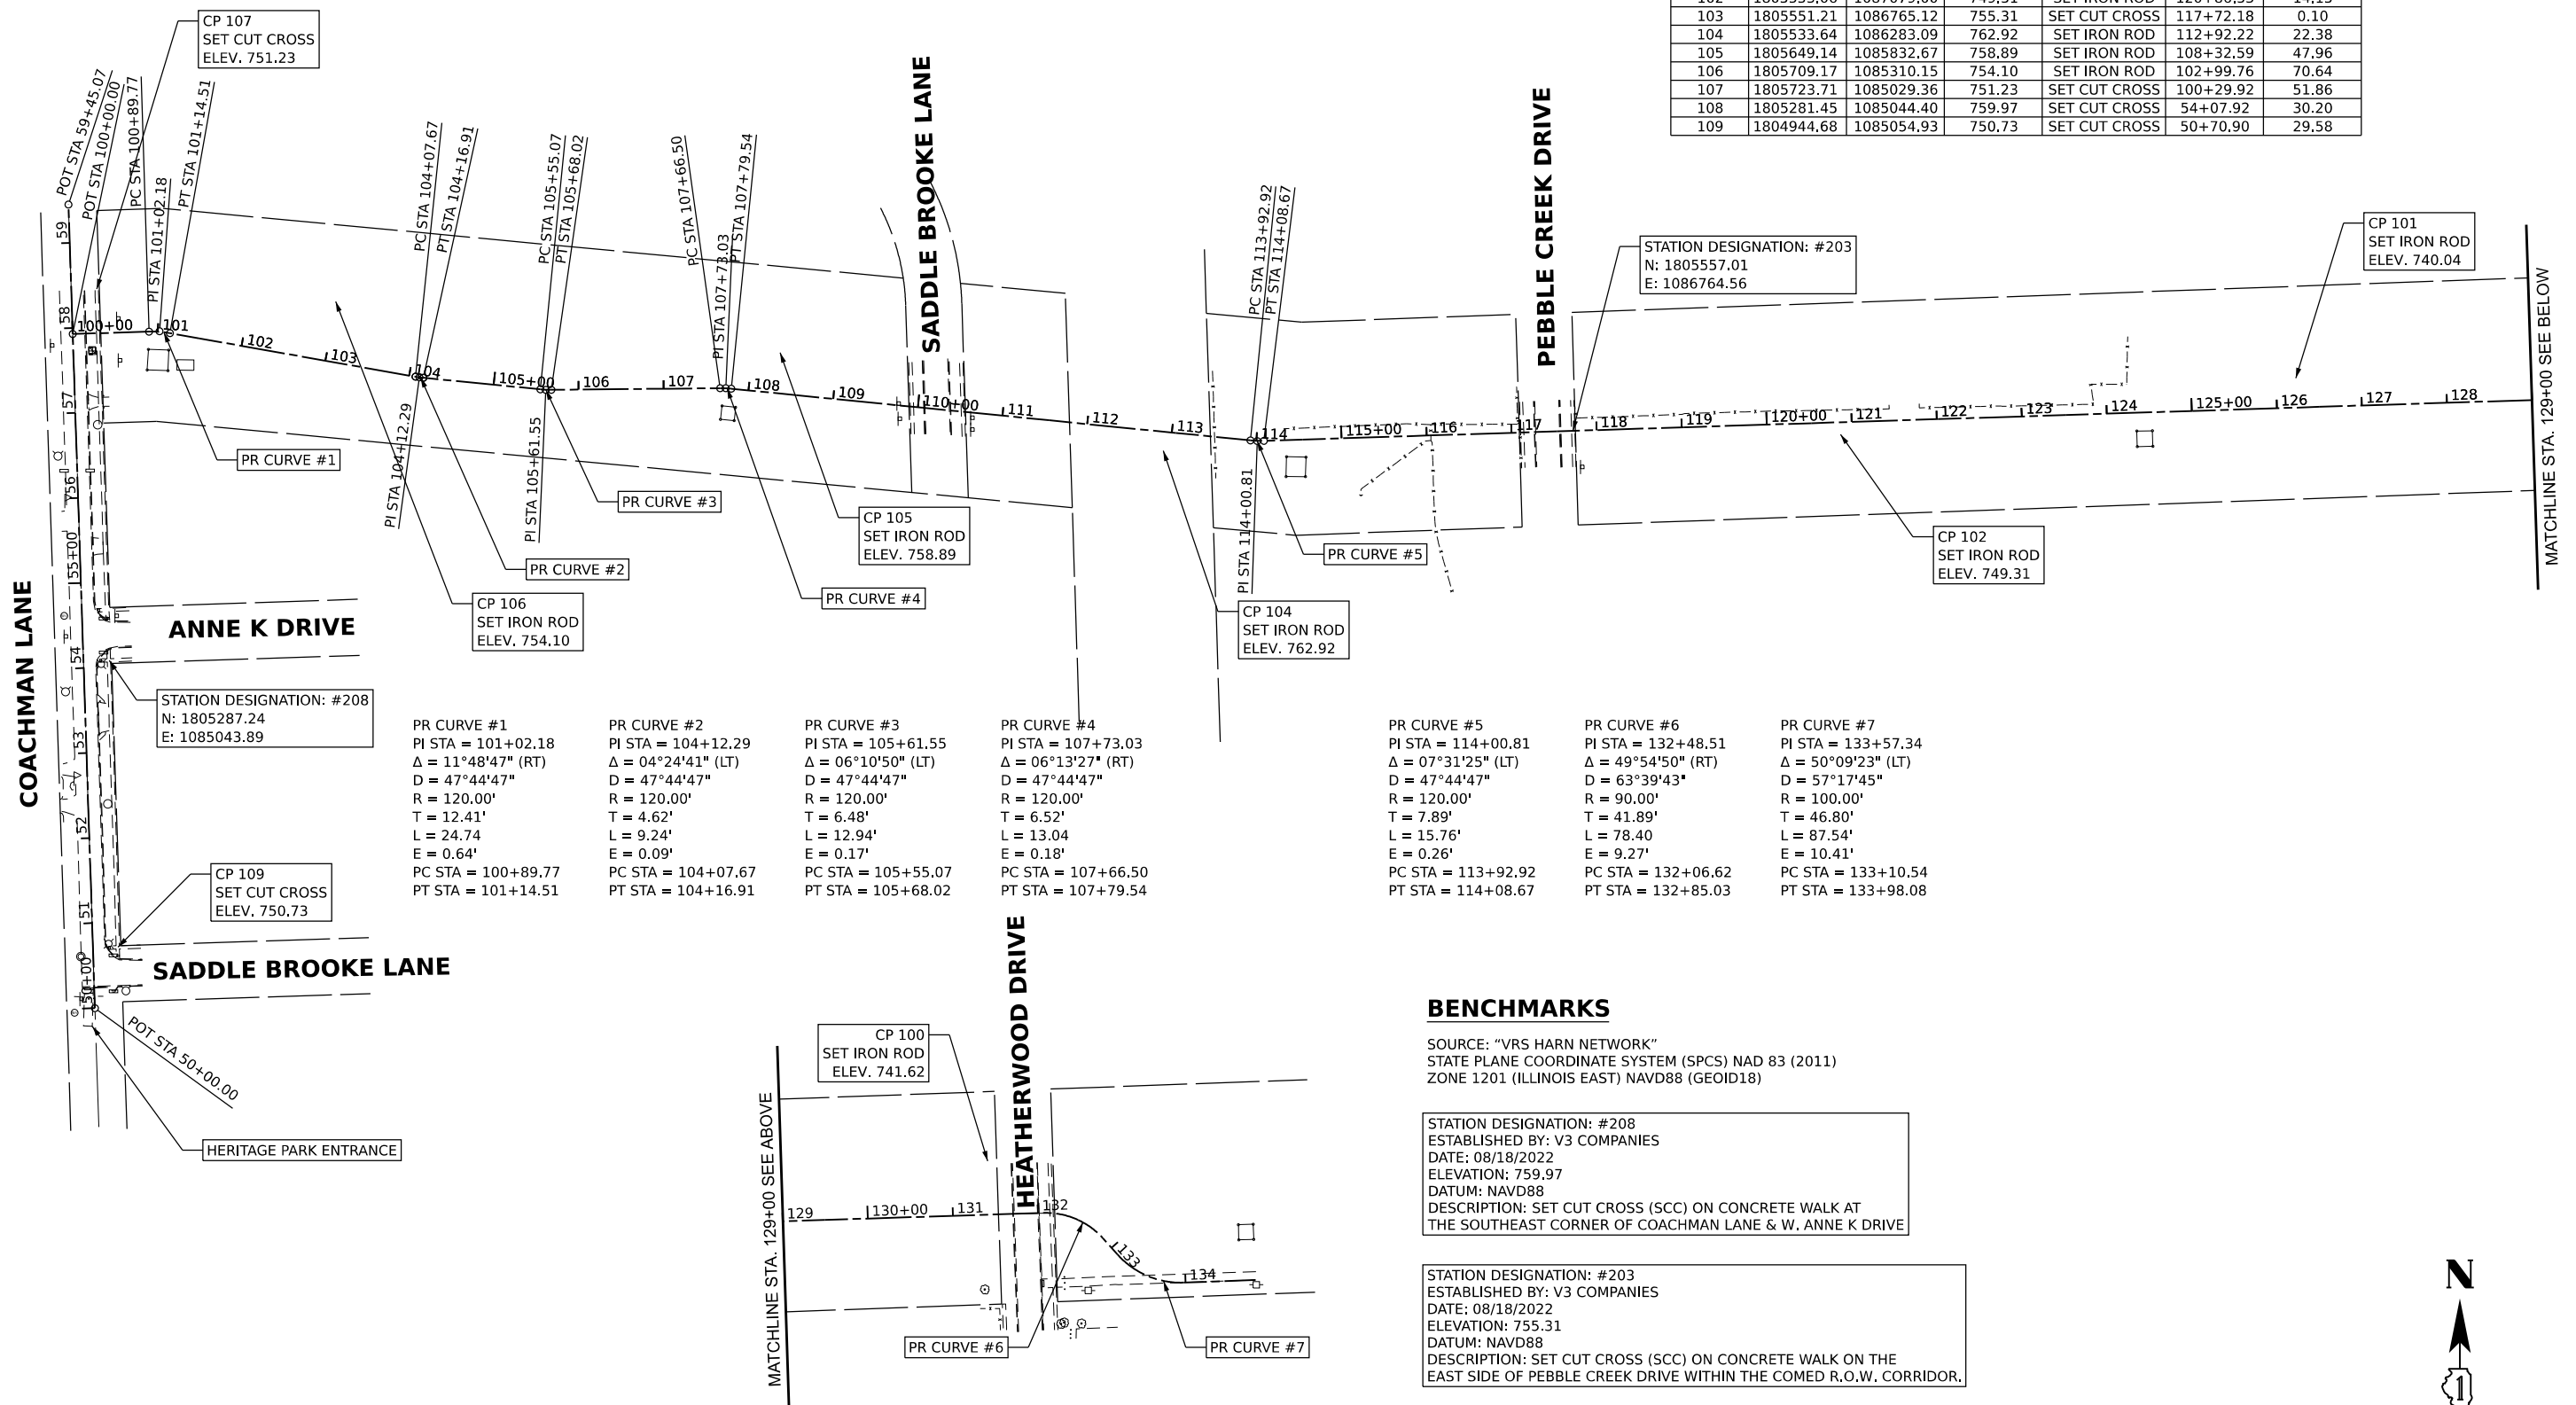 CP 107
SET CUT CROSS
ELEV. 751.23
103 1805551.21 1086765.12 755.31 SET CUT CROSS 117+72.18 0.10
104 1805533.64 1086283.09 762.92 SET IRON ROD 112+92.22 22.38
105 1805649.14 1085832.67 758.89 SET IRON ROD 108+32.59 47.96
106 1805709.17 1085310.15 754.10 SET IRON ROD 102+99.76 70.64
107 1805723.71 1085029.36 751.23 SET CUT CROSS 100+29.92 51.86
108 1805281.45 1085044.40 759.97 SET CUT CROSS 54+07.92 30.20
109 1804944.68 1085054.93 750.73 SET CUT CROSS 50+70.90 29.58
POT STA 59+45.07
POT STA 100+00.00
PC STA 100+89.77
PI STA 101+02.18
PT STA 101+14.51
PC STA 104+07.67
PT STA 104+16.91
PC STA 105+55.07
PT STA 105+68.02
PC STA 107+66.50
PI STA 107+73.03
PT STA 107+79.54
SADDLE BROOKE LANE
PC STA 113+92.92
PT STA 114+08.67
PEBBLE CREEK DRIVE
STATION DESIGNATION: #203
N: 1805557.01
E: 1086764.56
CP 101
SET IRON ROD
ELEV. 740.04
MATCHLINE STA. 129+00 SEE BELOW
100+00 101 102 103 104 105+00 106 107 108 109 110+00 111 112 113 114 115+00 116 117 118 119 120+00 121 122 123 124 125+00 126 127 128
59
58
57
56
55+00
54
53
52
51
50+00
PR CURVE #1
PI STA 104+12.29
PI STA 105+61.55
PR CURVE #3
PR CURVE #2
CP 105
SET IRON ROD
ELEV. 758.89
PR CURVE #4
PI STA 114+00.81
PR CURVE #5
CP 102
SET IRON ROD
ELEV. 749.31
CP 106
SET IRON ROD
ELEV. 754.10
CP 104
SET IRON ROD
ELEV. 762.92
COACHMAN LANE
ANNE K DRIVE
STATION DESIGNATION: #208
N: 1805287.24
E: 1085043.89
PR CURVE #1
PI STA = 101+02.18
Δ = 11°48'47" (RT)
D = 47°44'47"
R = 120.00'
T = 12.41'
L = 24.74
E = 0.64'
PC STA = 100+89.77
PT STA = 101+14.51
PR CURVE #2
PI STA = 104+12.29
Δ = 04°24'41" (LT)
D = 47°44'47"
R = 120.00'
T = 4.62'
L = 9.24'
E = 0.09'
PC STA = 104+07.67
PT STA = 104+16.91
PR CURVE #3
PI STA = 105+61.55
Δ = 06°10'50" (LT)
D = 47°44'47"
R = 120.00'
T = 6.48'
L = 12.94'
E = 0.17'
PC STA = 105+55.07
PT STA = 105+68.02
PR CURVE #4
PI STA = 107+73.03
Δ = 06°13'27" (RT)
D = 47°44'47"
R = 120.00'
T = 6.52'
L = 13.04
E = 0.18'
PC STA = 107+66.50
PT STA = 107+79.54
PR CURVE #5
PI STA = 114+00.81
Δ = 07°31'25" (LT)
D = 47°44'47"
R = 120.00'
T = 7.89'
L = 15.76'
E = 0.26'
PC STA = 113+92.92
PT STA = 114+08.67
PR CURVE #6
PI STA = 132+48.51
Δ = 49°54'50" (RT)
D = 63°39'43"
R = 90.00'
T = 41.89'
L = 78.40
E = 9.27'
PC STA = 132+06.62
PT STA = 132+85.03
PR CURVE #7
PI STA = 133+57.34
Δ = 50°09'23" (LT)
D = 57°17'45"
R = 100.00'
T = 46.80'
L = 87.54'
E = 10.41'
PC STA = 133+10.54
PT STA = 133+98.08
CP 109
SET CUT CROSS
ELEV. 750.73
SADDLE BROOKE LANE
POT STA 50+00.00
HERITAGE PARK ENTRANCE
CP 100
SET IRON ROD
ELEV. 741.62
HEATHERWOOD DRIVE
MATCHLINE STA. 129+00 SEE ABOVE
129 130+00 131 132
133
134
PR CURVE #6
PR CURVE #7
BENCHMARKS
SOURCE: “VRS HARN NETWORK”
STATE PLANE COORDINATE SYSTEM (SPCS) NAD 83 (2011)
ZONE 1201 (ILLINOIS EAST) NAVD88 (GEOID18)
STATION DESIGNATION: #208
ESTABLISHED BY: V3 COMPANIES
DATE: 08/18/2022
ELEVATION: 759.97
DATUM: NAVD88
DESCRIPTION: SET CUT CROSS (SCC) ON CONCRETE WALK AT
THE SOUTHEAST CORNER OF COACHMAN LANE & W. ANNE K DRIVE
STATION DESIGNATION: #203
ESTABLISHED BY: V3 COMPANIES
DATE: 08/18/2022
ELEVATION: 755.31
DATUM: NAVD88
DESCRIPTION: SET CUT CROSS (SCC) ON CONCRETE WALK ON THE
EAST SIDE OF PEBBLE CREEK DRIVE WITHIN THE COMED R.O.W. CORRIDOR.
N
1